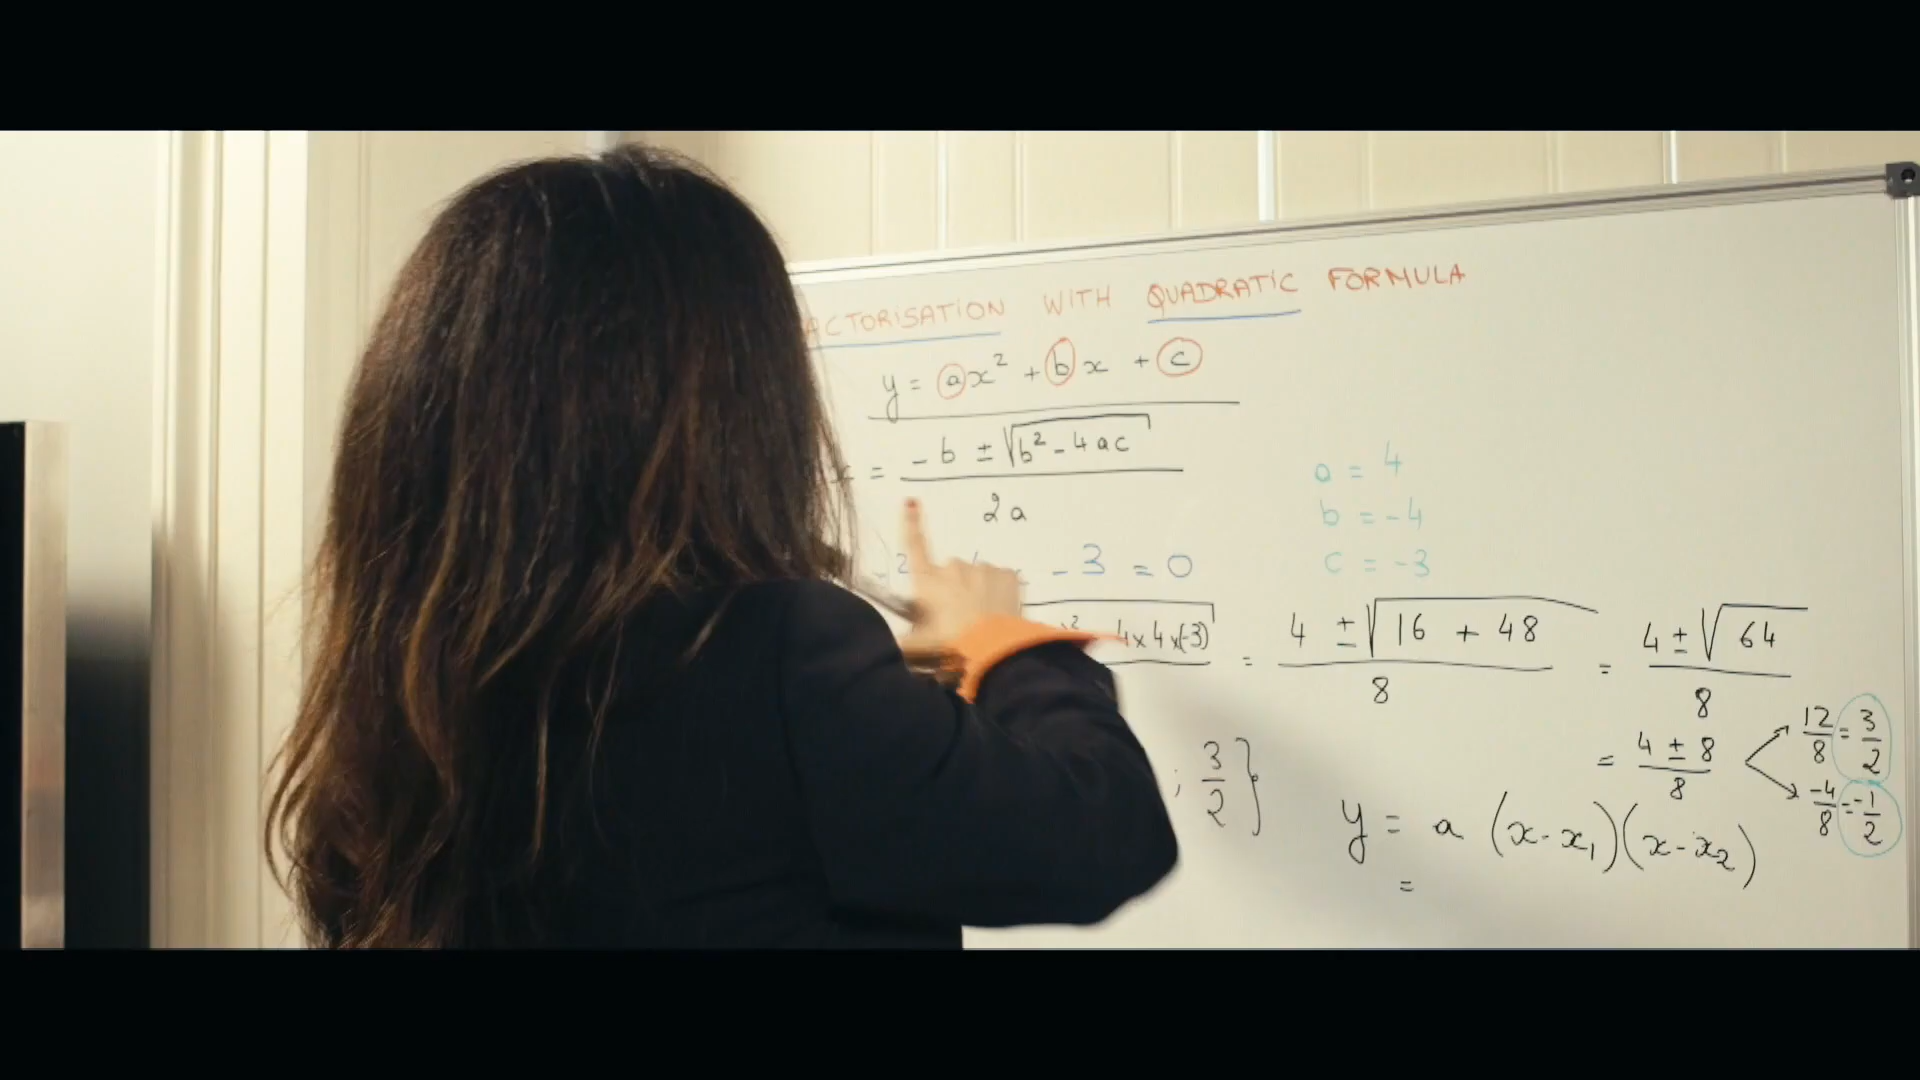 ACTORISATION WITH QUADRATIC FORMULA
y = ax² + bx + c
x = -b ± √b² - 4ac / 2a
a = 4
b = -4
c = -3
² - 3 = 0
² 4x4x(-3) = 4 ± √16 + 48 / 8 = 4 ± √64 / 8
= 4 ± 8 / 8
12/8 = 3/2
-4/8 = -1/2
; 3/2}
y = a (x - x₁)(x - x₂)
=